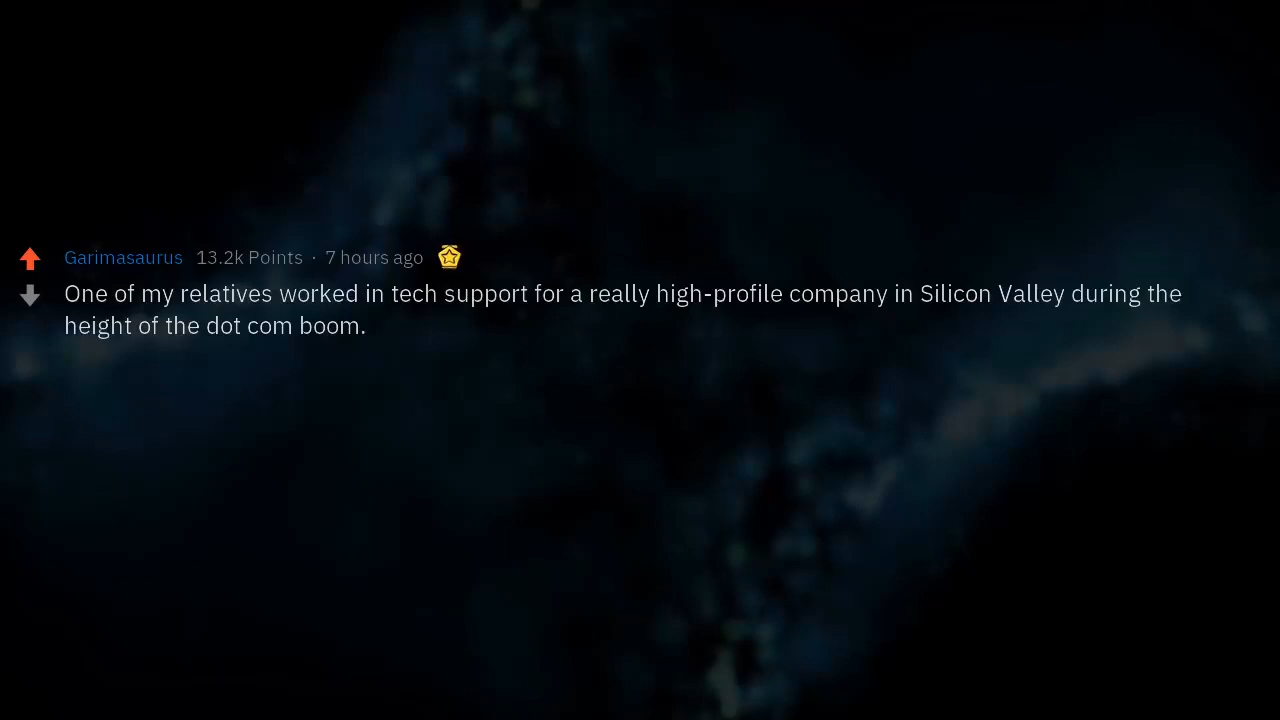 Garimasaurus 13.2k Points · 7 hours ago
One of my relatives worked in tech support for a really high-profile company in Silicon Valley during the
height of the dot com boom.